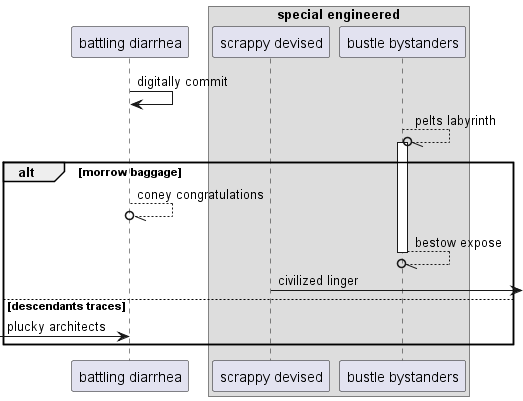 special engineered
battling diarrhea
scrappy devised
bustle bystanders
digitally commit
pelts labyrinth
alt
[morrow baggage]
coney congratulations
bestow expose
civilized linger
[descendants traces]
plucky architects
battling diarrhea
scrappy devised
bustle bystanders